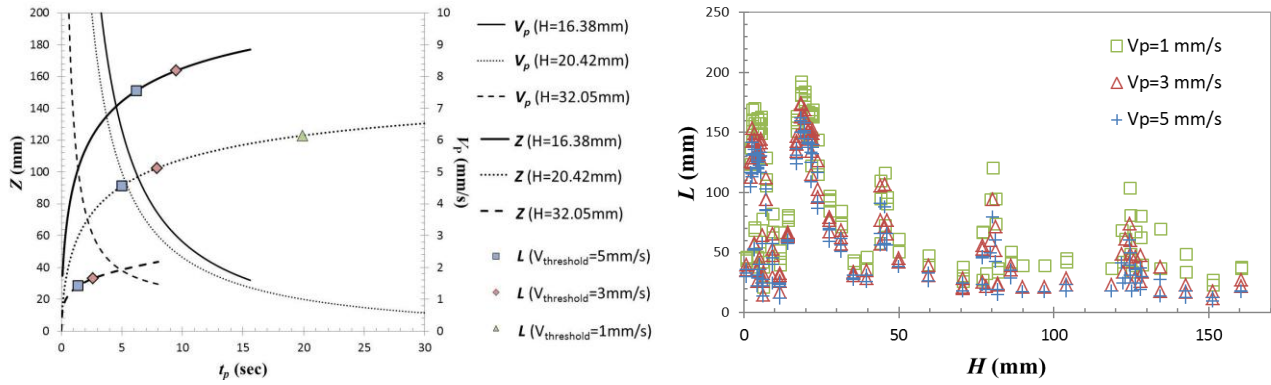 200
180
160
140
120
100
80
60
40
20
0
Z (mm)
0
5
10
15
20
25
30
t_p (sec)
10
9
8
7
6
5
4
3
2
1
0
V_p (mm/s)
V_p (H=16.38mm)
V_p (H=20.42mm)
V_p (H=32.05mm)
Z (H=16.38mm)
Z (H=20.42mm)
Z (H=32.05mm)
L (V_threshold=5mm/s)
L (V_threshold=3mm/s)
L (V_threshold=1mm/s)
250
200
150
100
50
0
L (mm)
0
50
100
150
H (mm)
Vp=1 mm/s
Vp=3 mm/s
Vp=5 mm/s